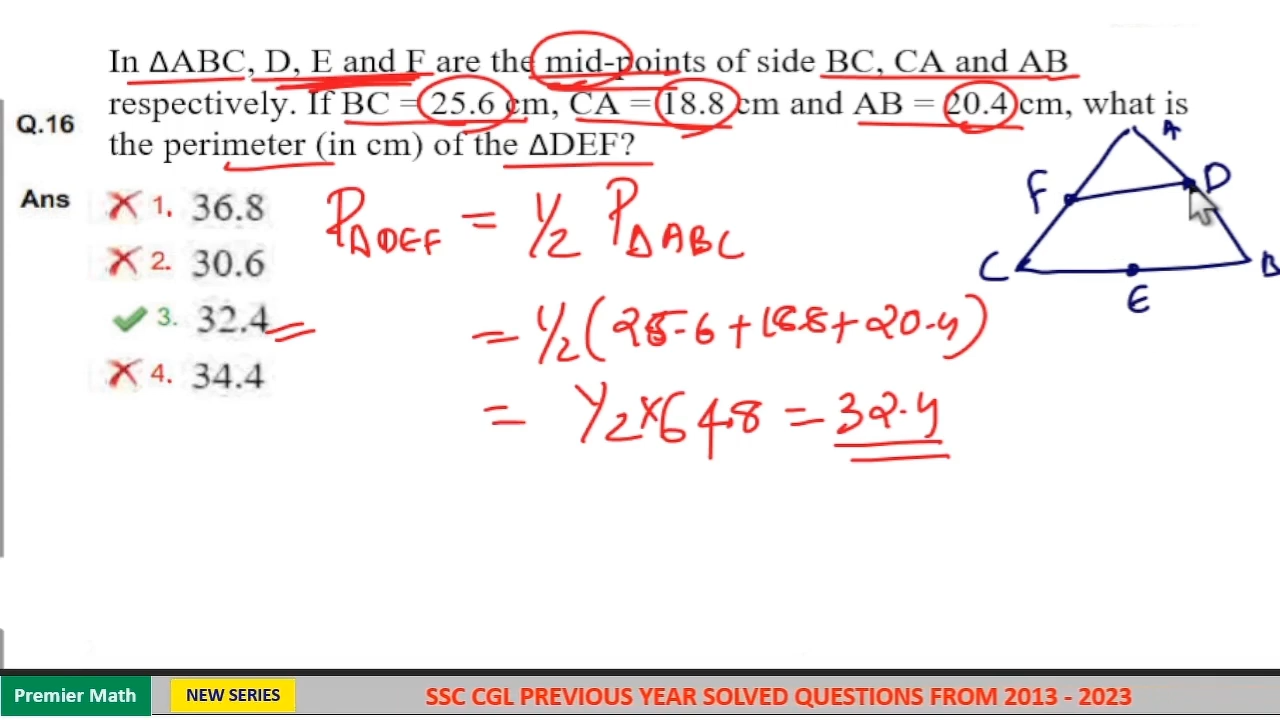 In ΔABC, D, E and F are the mid-points of side BC, CA and AB
Q.16 respectively. If BC = 25.6 cm, CA = 18.8 cm and AB = 20.4 cm, what is
the perimeter (in cm) of the ΔDEF?
Ans 1. 36.8
2. 30.6
3. 32.4
4. 34.4
PΔDEF = 1/2 PΔABC
= 1/2 (25.6 + 18.8 + 20.4)
= 1/2 × 64.8 = 32.4
A
F D
C B
E
Premier Math NEW SERIES SSC CGL PREVIOUS YEAR SOLVED QUESTIONS FROM 2013 - 2023